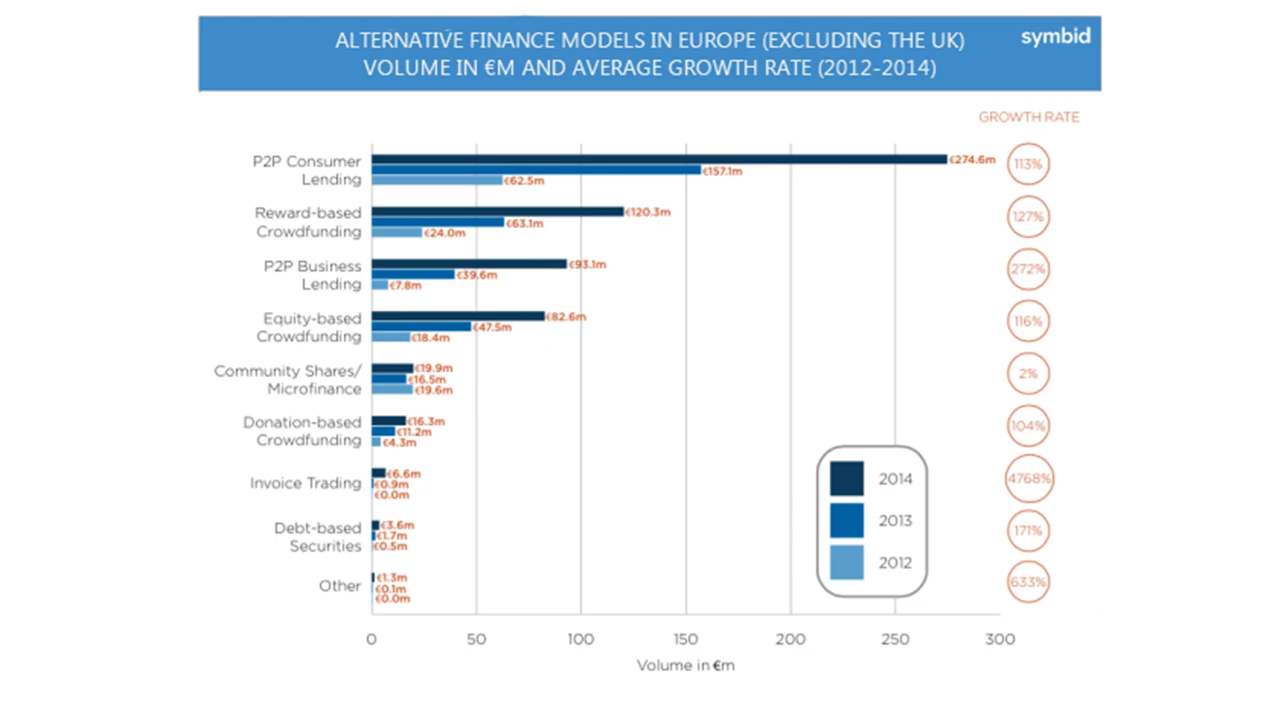 ALTERNATIVE FINANCE MODELS IN EUROPE (EXCLUDING THE UK)
VOLUME IN €M AND AVERAGE GROWTH RATE (2012-2014)
symbid
GROWTH RATE
P2P Consumer
Lending
€274.6m
€157.1m
€62.5m
113%
Reward-based
Crowdfunding
€120.3m
€63.1m
€24.0m
127%
P2P Business
Lending
€93.1m
€39.6m
€7.8m
272%
Equity-based
Crowdfunding
€82.6m
€47.5m
€18.4m
116%
Community Shares/
Microfinance
€19.9m
€16.5m
€19.6m
2%
Donation-based
Crowdfunding
€16.3m
€11.2m
€4.3m
104%
Invoice Trading
€6.6m
€0.9m
€0.0m
4768%
Debt-based
Securities
€3.6m
€1.7m
€0.5m
171%
Other
€1.3m
€0.1m
€0.0m
633%
2014
2013
2012
0 50 100 150 200 250 300
Volume in €m